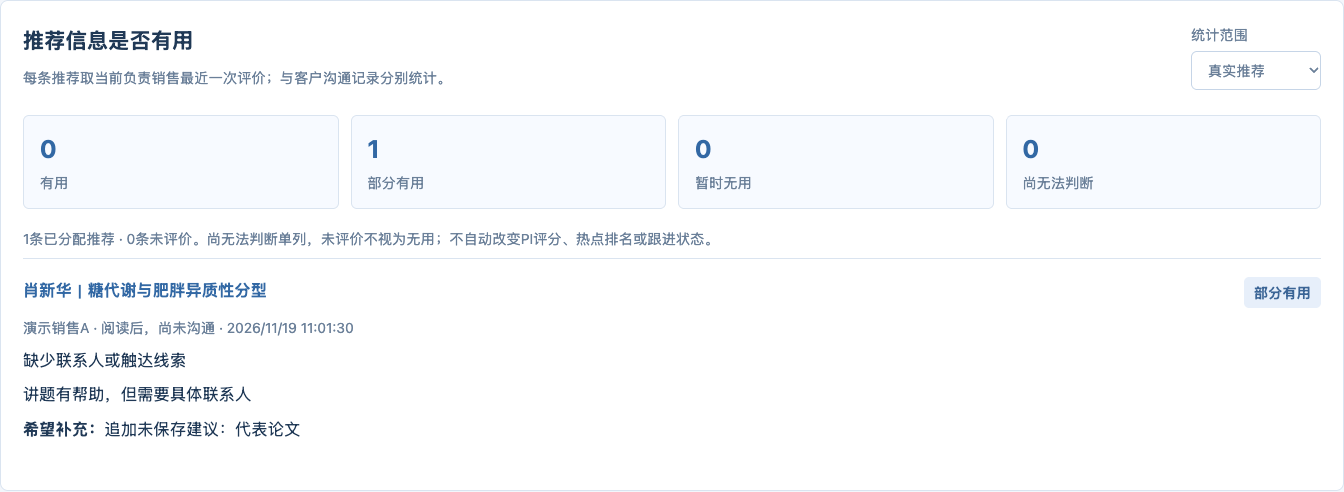 推荐信息是否有用
统计范围
每条推荐取当前负责销售最近一次评价；与客户沟通记录分别统计。
真实推荐
0
有用
1
部分有用
0
暂时无用
0
尚无法判断
1条已分配推荐 · 0条未评价。尚无法判断单列，未评价不视为无用；不自动改变PI评分、热点排名或跟进状态。
肖新华 | 糖代谢与肥胖异质性分型
部分有用
演示销售A · 阅读后，尚未沟通 · 2026/11/19 11:01:30
缺少联系人或触达线索
讲题有帮助，但需要具体联系人
希望补充：追加未保存建议：代表论文